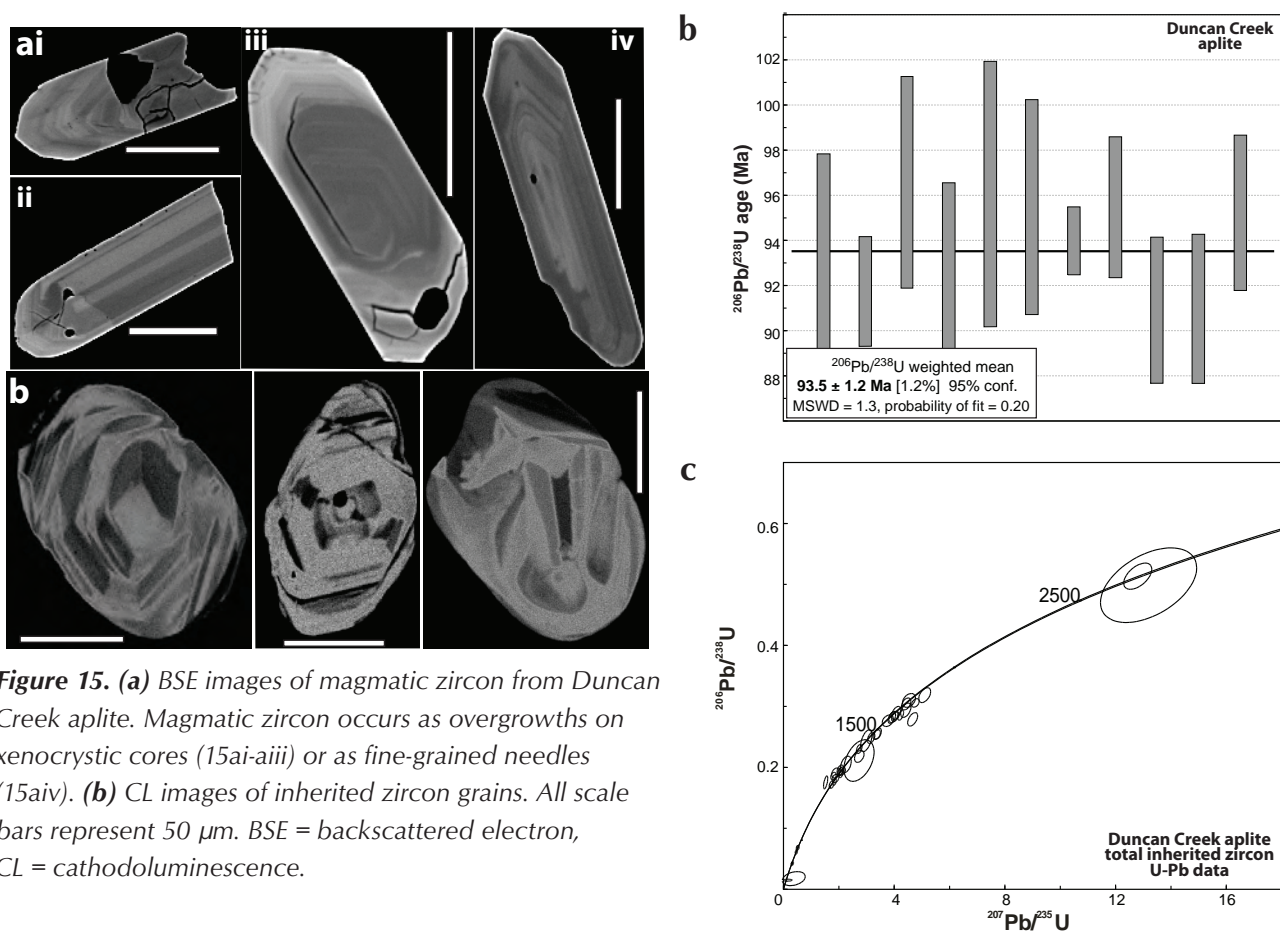 ai
ii
iii
iv
b
Figure 15. (a) BSE images of magmatic zircon from Duncan
Creek aplite. Magmatic zircon occurs as overgrowths on
xenocrystic cores (15ai-aiii) or as fine-grained needles
(15aiv). (b) CL images of inherited zircon grains. All scale
bars represent 50 µm. BSE = backscattered electron,
CL = cathodoluminescence.
b
Duncan Creek
aplite
102
100
98
96
94
92
90
88
²⁰⁶Pb/²³⁸U age (Ma)
²⁰⁶Pb/²³⁸U weighted mean
93.5 ± 1.2 Ma [1.2%] 95% conf.
MSWD = 1.3, probability of fit = 0.20
c
0.6
0.4
0.2
²⁰⁶Pb/²³⁸U
2500
1500
Duncan Creek aplite
total inherited zircon
U-Pb data
0 4 8 12 16
²⁰⁷Pb/²³⁵U